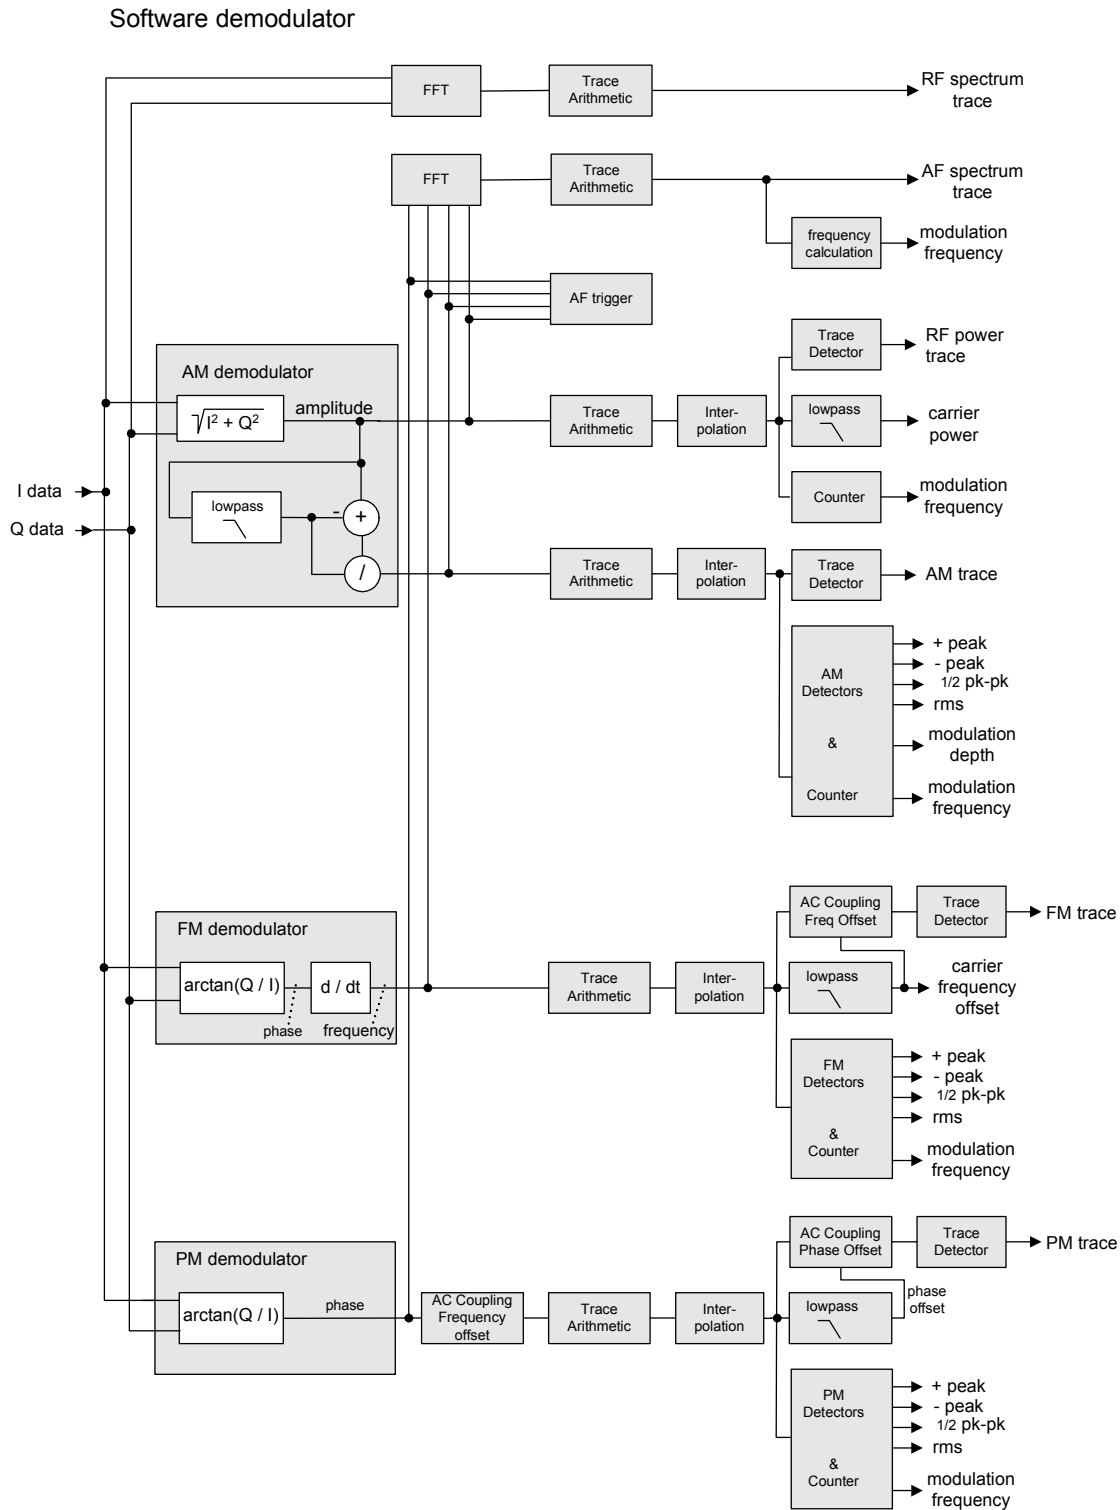 Software demodulator
FFT
Trace
Arithmetic
RF spectrum
trace
FFT
Trace
Arithmetic
AF spectrum
trace
frequency
calculation
modulation
frequency
AF trigger
Trace
Detector
RF power
trace
AM demodulator
√I² + Q²
amplitude
Trace
Arithmetic
Inter-
polation
lowpass
carrier
power
I data
Q data
lowpass
-
+
/
Counter
modulation
frequency
Trace
Arithmetic
Inter-
polation
Trace
Detector
AM trace
AM
Detectors
&
Counter
+ peak
- peak
1/2 pk-pk
rms
modulation
depth
modulation
frequency
FM demodulator
arctan(Q / I)
d / dt
phase
frequency
Trace
Arithmetic
Inter-
polation
AC Coupling
Freq Offset
Trace
Detector
FM trace
lowpass
carrier
frequency
offset
FM
Detectors
&
Counter
+ peak
- peak
1/2 pk-pk
rms
modulation
frequency
PM demodulator
arctan(Q / I)
phase
AC Coupling
Frequency
offset
Trace
Arithmetic
Inter-
polation
AC Coupling
Phase Offset
Trace
Detector
PM trace
lowpass
phase
offset
PM
Detectors
&
Counter
+ peak
- peak
1/2 pk-pk
rms
modulation
frequency